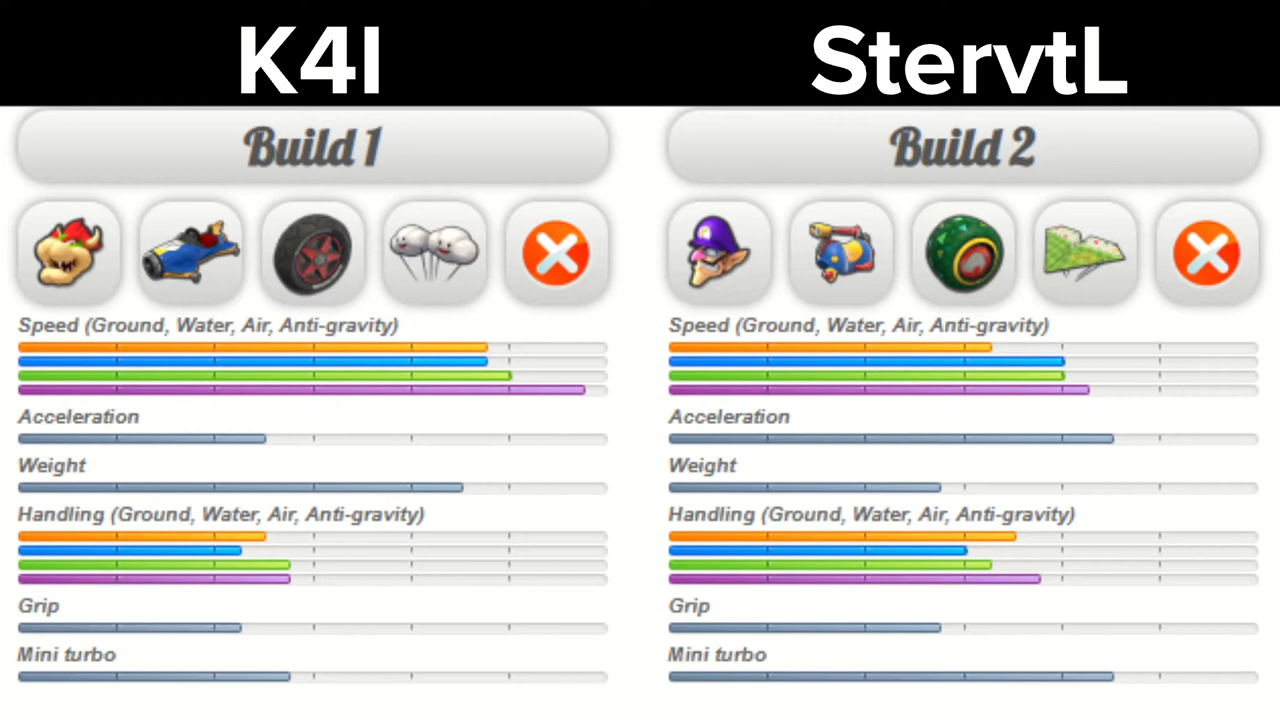 K4I
StervtL
Build 1
Build 2
Speed (Ground, Water, Air, Anti-gravity)
Acceleration
Weight
Handling (Ground, Water, Air, Anti-gravity)
Grip
Mini turbo
Speed (Ground, Water, Air, Anti-gravity)
Acceleration
Weight
Handling (Ground, Water, Air, Anti-gravity)
Grip
Mini turbo